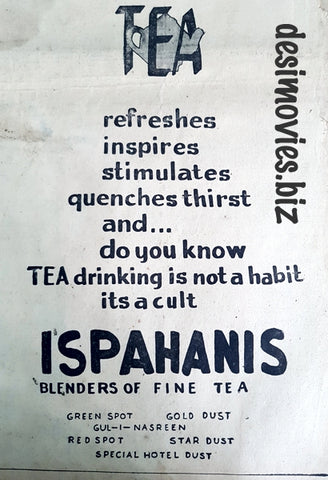 TEA
desimovies.biz
refreshes
inspires
stimulates
quenches thirst
and...
do you know
TEA drinking is not a habit
its a cult
ISPAHANIS
BLENDERS OF FINE TEA
GREEN SPOT GOLD DUST
GUL-I-NASREEN
RED SPOT STAR DUST
SPECIAL HOTEL DUST